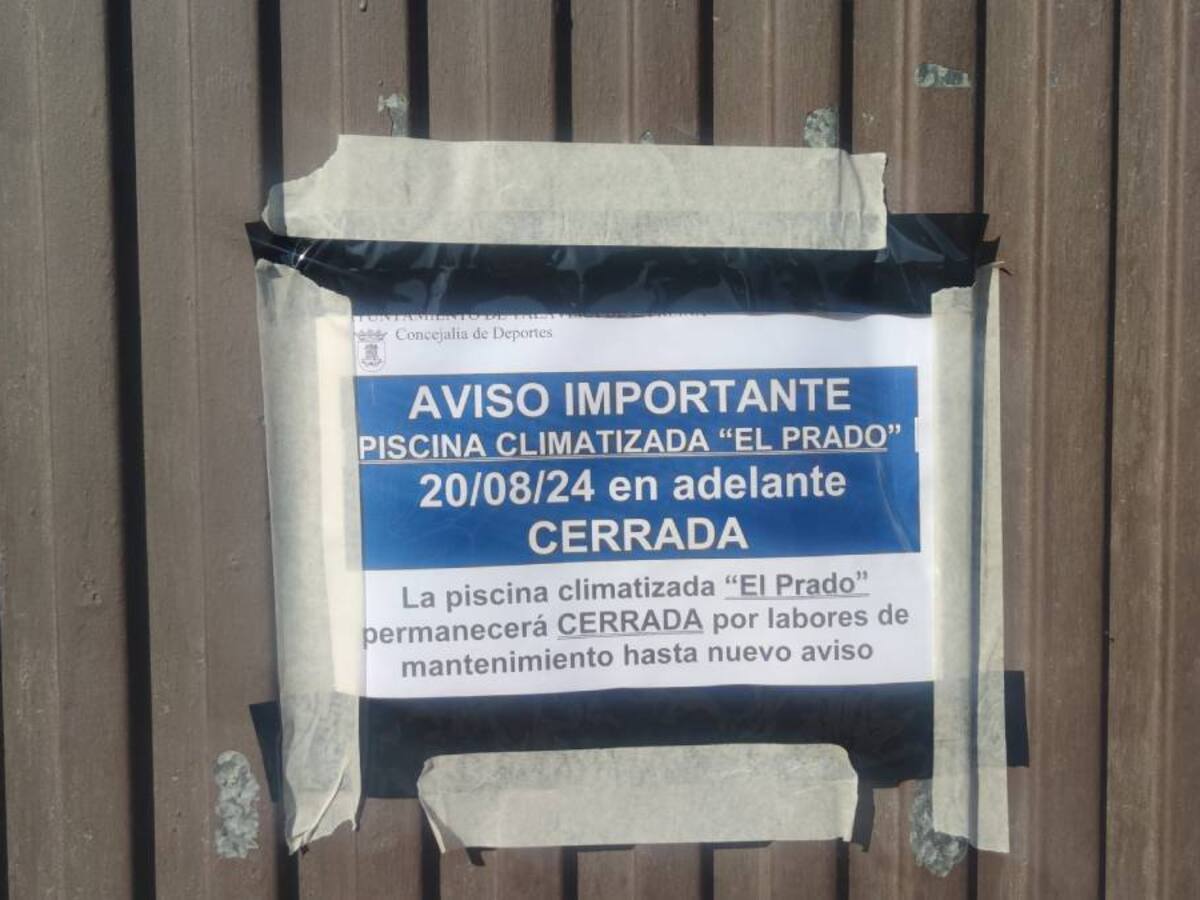 Concejalia de Deportes
AVISO IMPORTANTE
PISCINA CLIMATIZADA “EL PRADO”
20/08/24 en adelante
CERRADA
La piscina climatizada “El Prado”
permanecerá CERRADA por labores de
mantenimiento hasta nuevo aviso